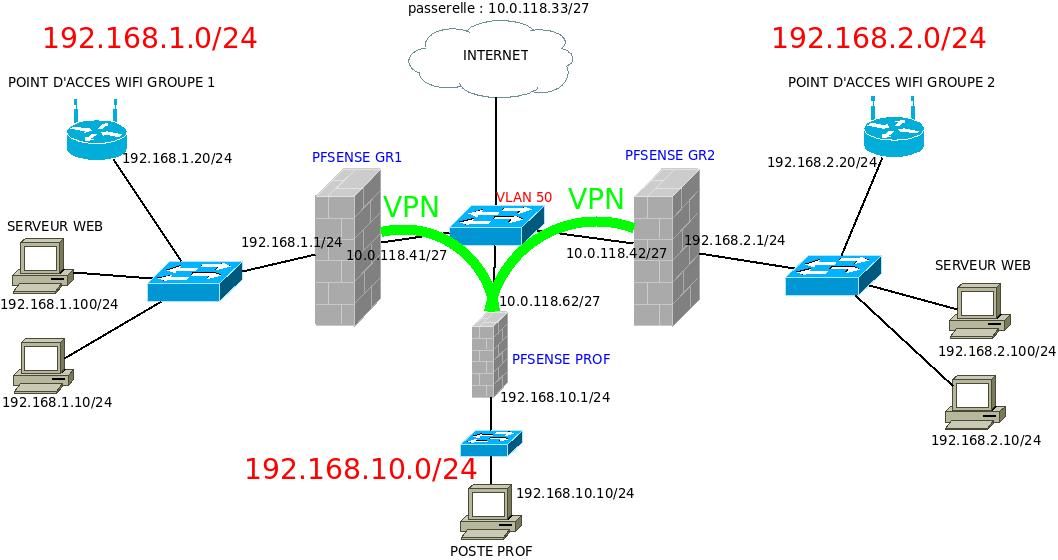 passerelle : 10.0.118.33/27
192.168.1.0/24
192.168.2.0/24
INTERNET
POINT D'ACCES WIFI GROUPE 1
POINT D'ACCES WIFI GROUPE 2
192.168.1.20/24
PFSENSE GR1
PFSENSE GR2
192.168.2.20/24
VPN
VLAN 50
VPN
SERVEUR WEB
192.168.1.1/24
10.0.118.41/27
10.0.118.42/27
192.168.2.1/24
SERVEUR WEB
192.168.1.100/24
10.0.118.62/27
192.168.2.100/24
PFSENSE PROF
192.168.1.10/24
192.168.10.1/24
192.168.2.10/24
192.168.10.0/24
192.168.10.10/24
POSTE PROF